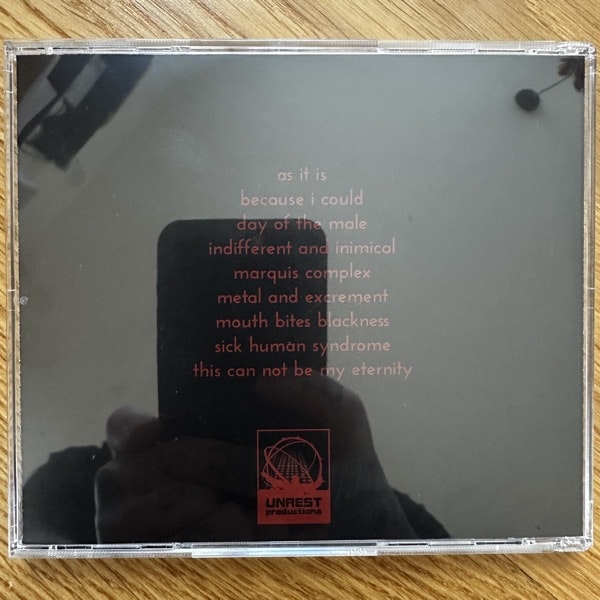 as it is
because i could
day of the male
indifferent and inimical
marquis complex
metal and excrement
mouth bites blackness
sick human syndrome
this can not be my eternity
UNREST
productions